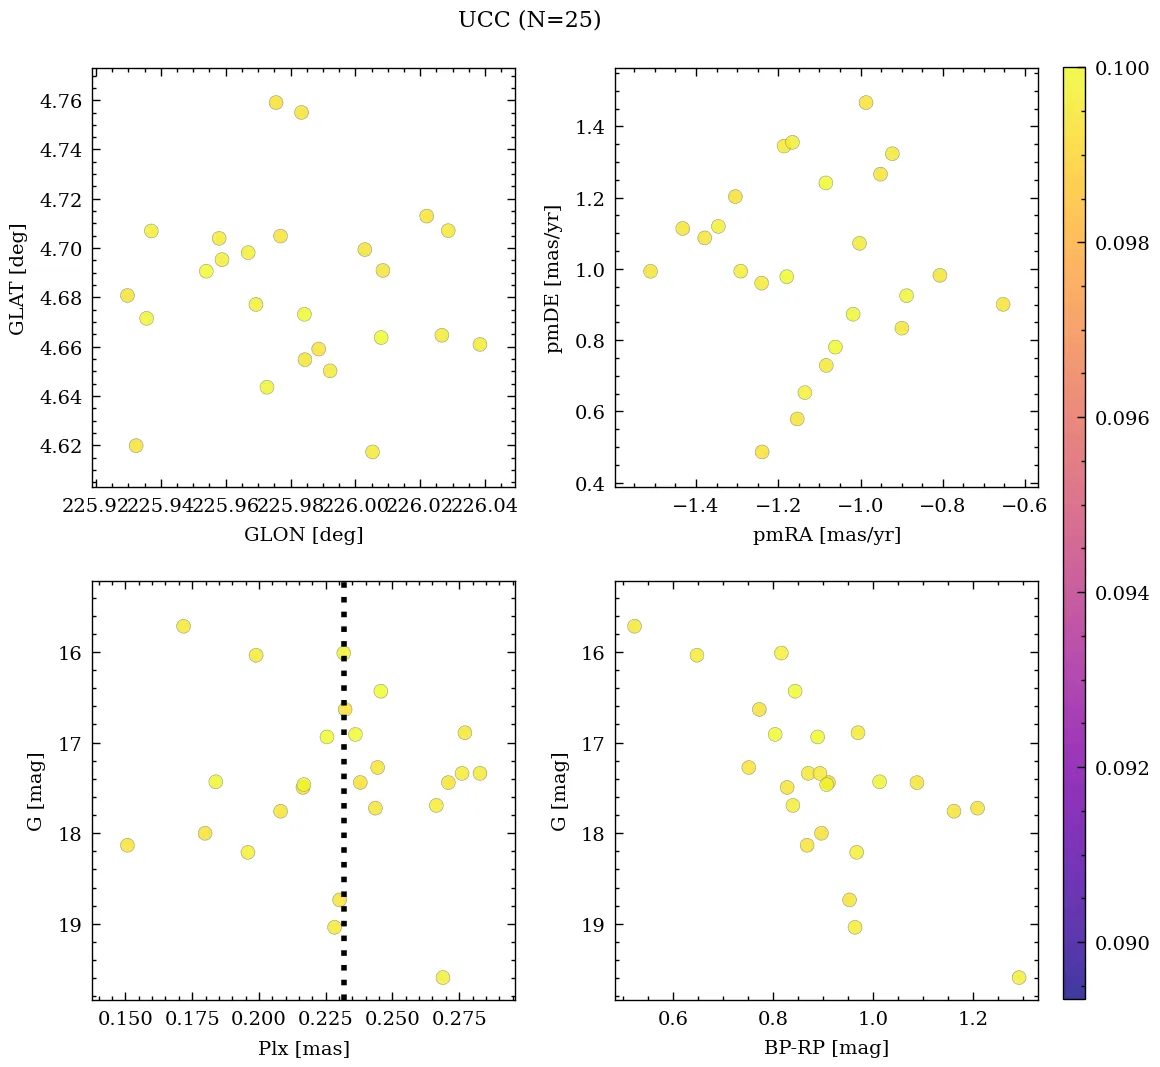 UCC (N=25)
4.76
4.74
4.72
4.70
4.68
4.66
4.64
4.62
GLAT [deg]
225.92 225.94 225.96 225.98 226.00 226.02 226.04
GLON [deg]
1.4
1.2
1.0
0.8
0.6
0.4
pmDE [mas/yr]
−1.4 −1.2 −1.0 −0.8 −0.6
pmRA [mas/yr]
16
17
18
19
G [mag]
0.150 0.175 0.200 0.225 0.250 0.275
Plx [mas]
16
17
18
19
G [mag]
0.6 0.8 1.0 1.2
BP-RP [mag]
0.100
0.098
0.096
0.094
0.092
0.090